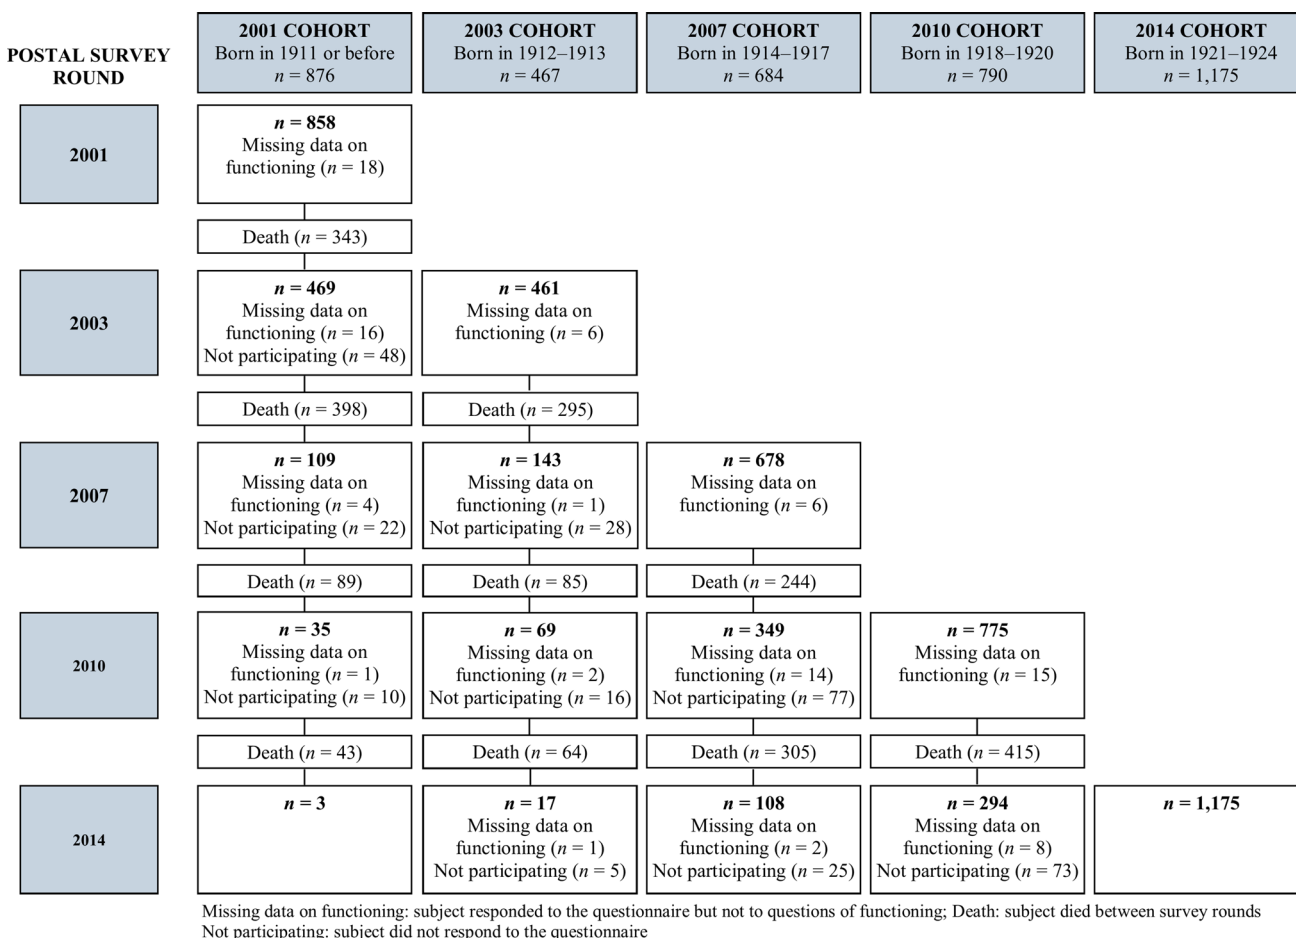 POSTAL SURVEY
ROUND
2001 COHORT
Born in 1911 or before
n = 876
2003 COHORT
Born in 1912–1913
n = 467
2007 COHORT
Born in 1914–1917
n = 684
2010 COHORT
Born in 1918–1920
n = 790
2014 COHORT
Born in 1921–1924
n = 1,175
2001
n = 858
Missing data on
functioning (n = 18)
Death (n = 343)
2003
n = 469
Missing data on
functioning (n = 16)
Not participating (n = 48)
n = 461
Missing data on
functioning (n = 6)
Death (n = 398)
Death (n = 295)
2007
n = 109
Missing data on
functioning (n = 4)
Not participating (n = 22)
n = 143
Missing data on
functioning (n = 1)
Not participating (n = 28)
n = 678
Missing data on
functioning (n = 6)
Death (n = 89)
Death (n = 85)
Death (n = 244)
2010
n = 35
Missing data on
functioning (n = 1)
Not participating (n = 10)
n = 69
Missing data on
functioning (n = 2)
Not participating (n = 16)
n = 349
Missing data on
functioning (n = 14)
Not participating (n = 77)
n = 775
Missing data on
functioning (n = 15)
Death (n = 43)
Death (n = 64)
Death (n = 305)
Death (n = 415)
2014
n = 3
n = 17
Missing data on
functioning (n = 1)
Not participating (n = 5)
n = 108
Missing data on
functioning (n = 2)
Not participating (n = 25)
n = 294
Missing data on
functioning (n = 8)
Not participating (n = 73)
n = 1,175
Missing data on functioning: subject responded to the questionnaire but not to questions of functioning; Death: subject died between survey rounds
Not participating: subject did not respond to the questionnaire